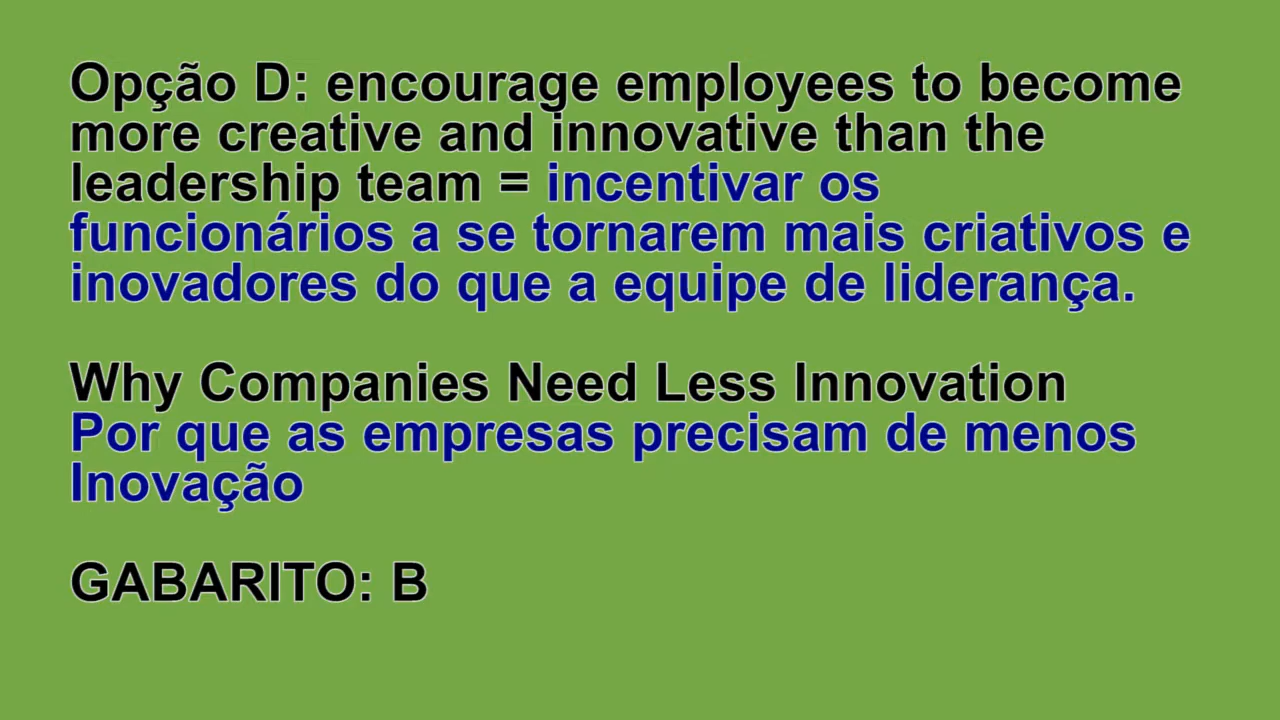 Opção D: encourage employees to become
more creative and innovative than the
leadership team = incentivar os
funcionários a se tornarem mais criativos e
inovadores do que a equipe de liderança.
Why Companies Need Less Innovation
Por que as empresas precisam de menos
Inovação
GABARITO: B